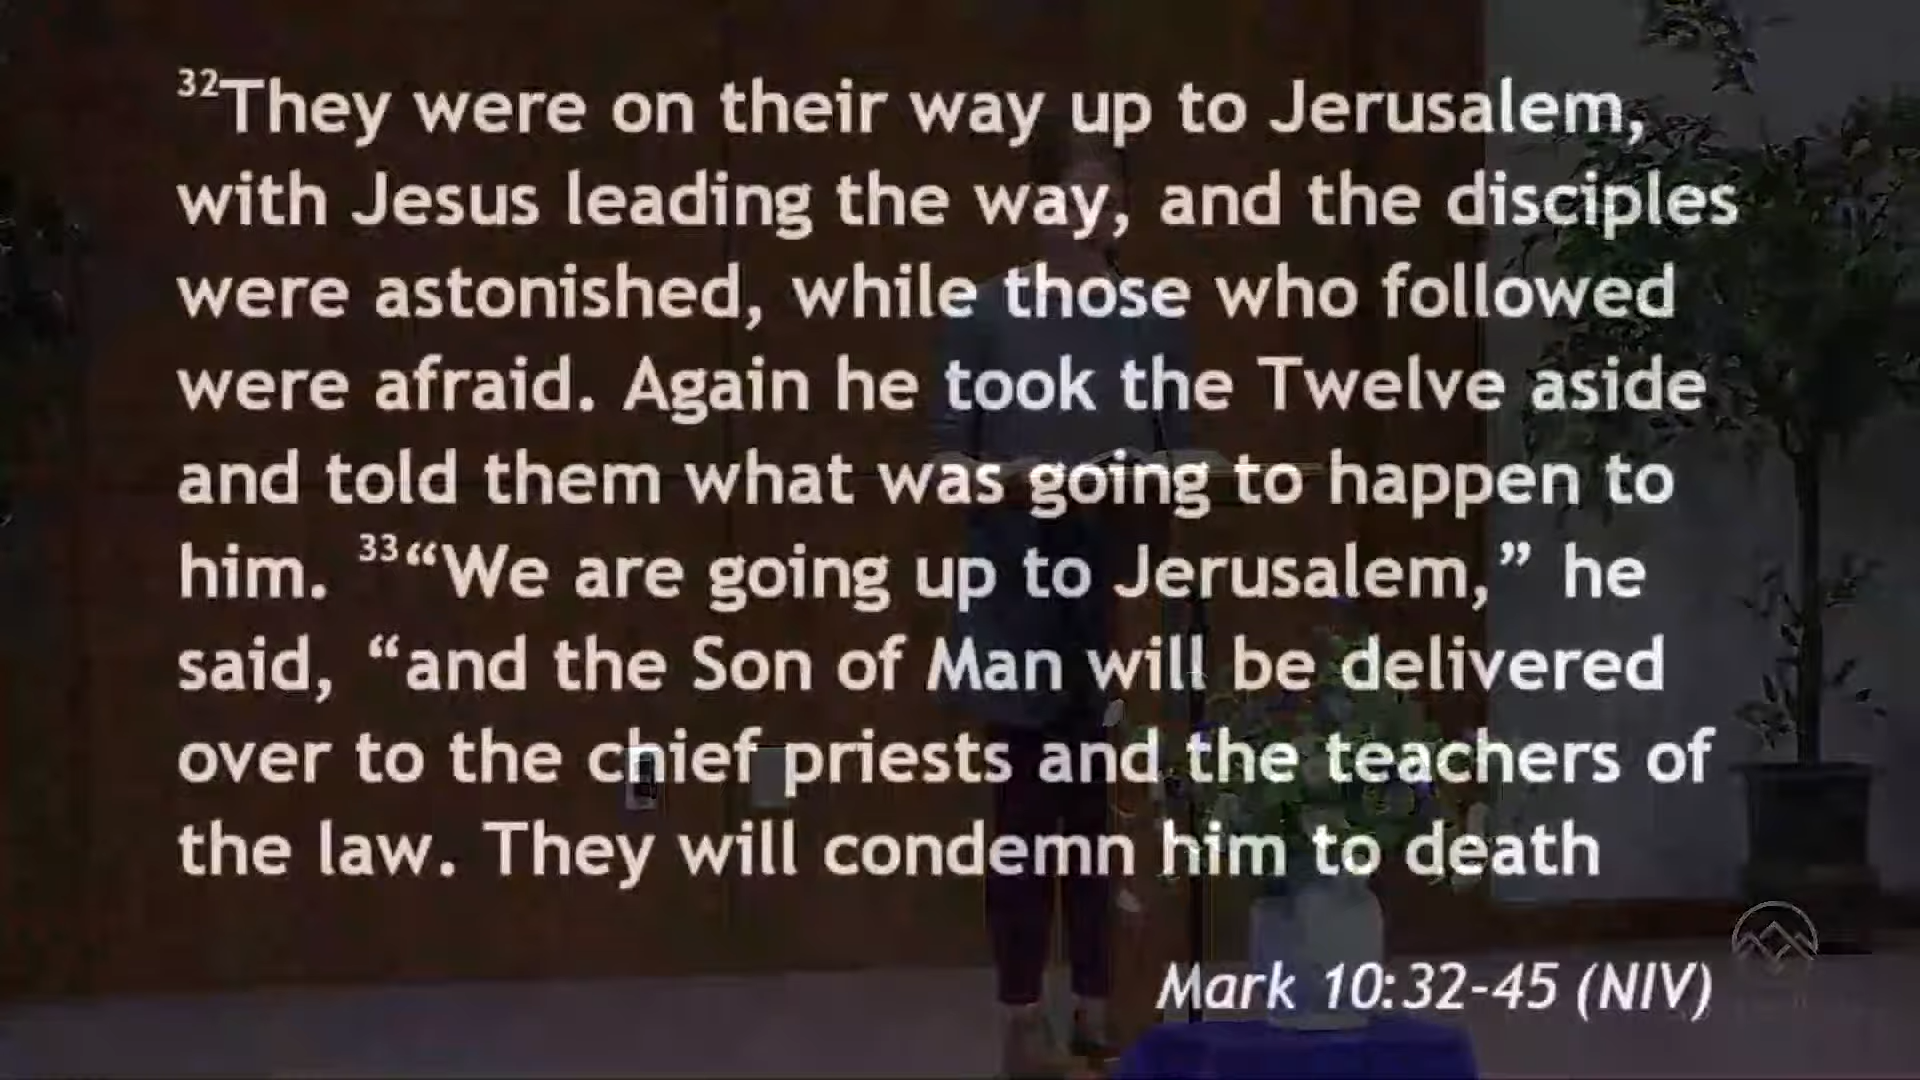 32They were on their way up to Jerusalem,
with Jesus leading the way, and the disciples
were astonished, while those who followed
were afraid. Again he took the Twelve aside
and told them what was going to happen to
him. 33“We are going up to Jerusalem,” he
said, “and the Son of Man will be delivered
over to the chief priests and the teachers of
the law. They will condemn him to death
Mark 10:32-45 (NIV)